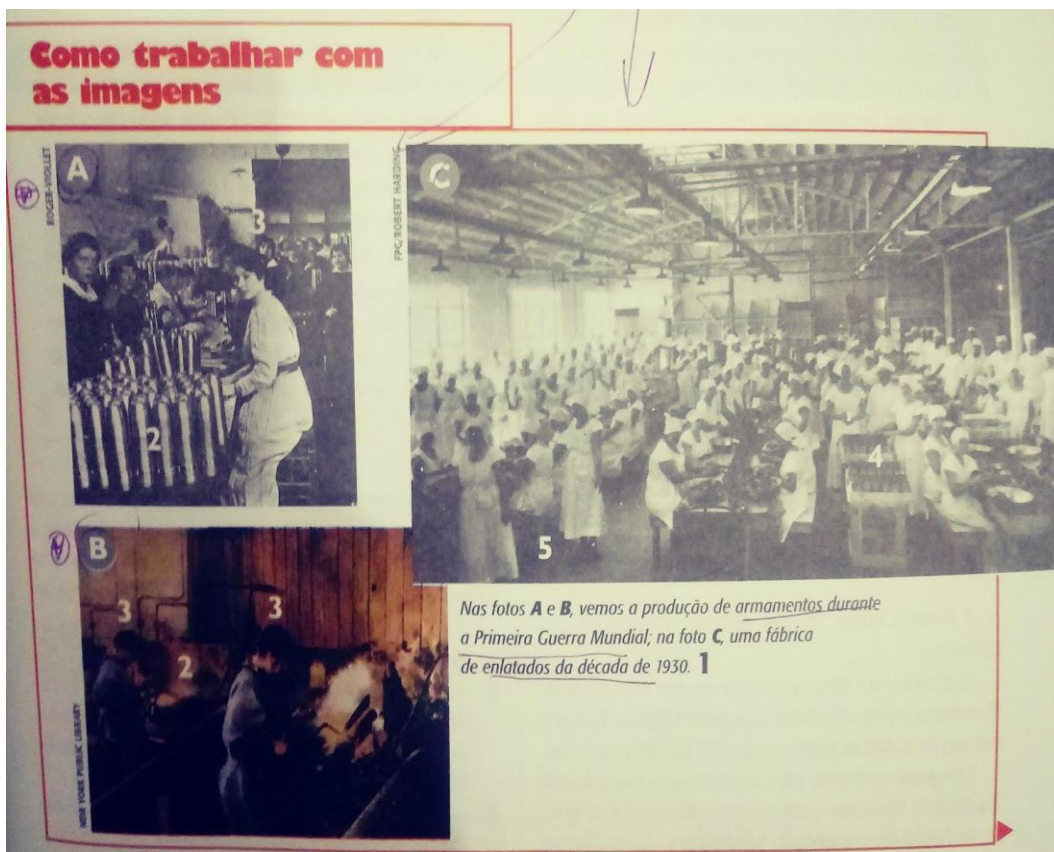 Como trabalhar com
as imagens
A
ROGER-VIOLLET
3
2
FPG/ROBERT HARDING
C
4
5
B
3
3
2
NEW YORK PUBLIC LIBRARY
Nas fotos A e B, vemos a produção de armamentos durante
a Primeira Guerra Mundial; na foto C, uma fábrica
de enlatados da década de 1930. 1